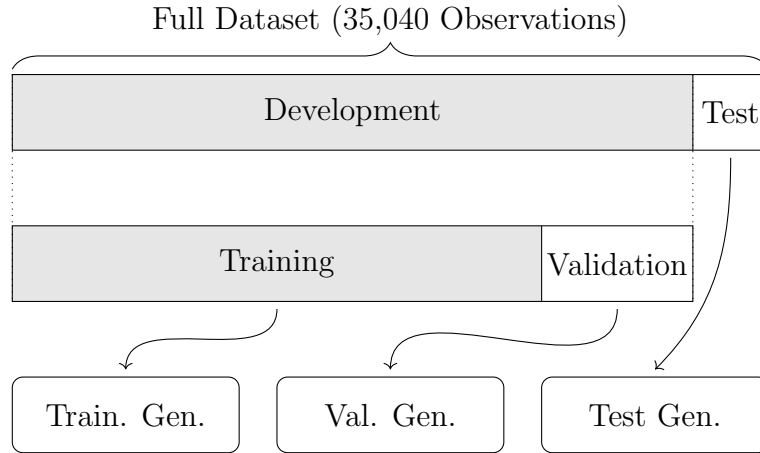 Full Dataset (35,040 Observations)
Development
Test
Training
Validation
Train. Gen.
Val. Gen.
Test Gen.